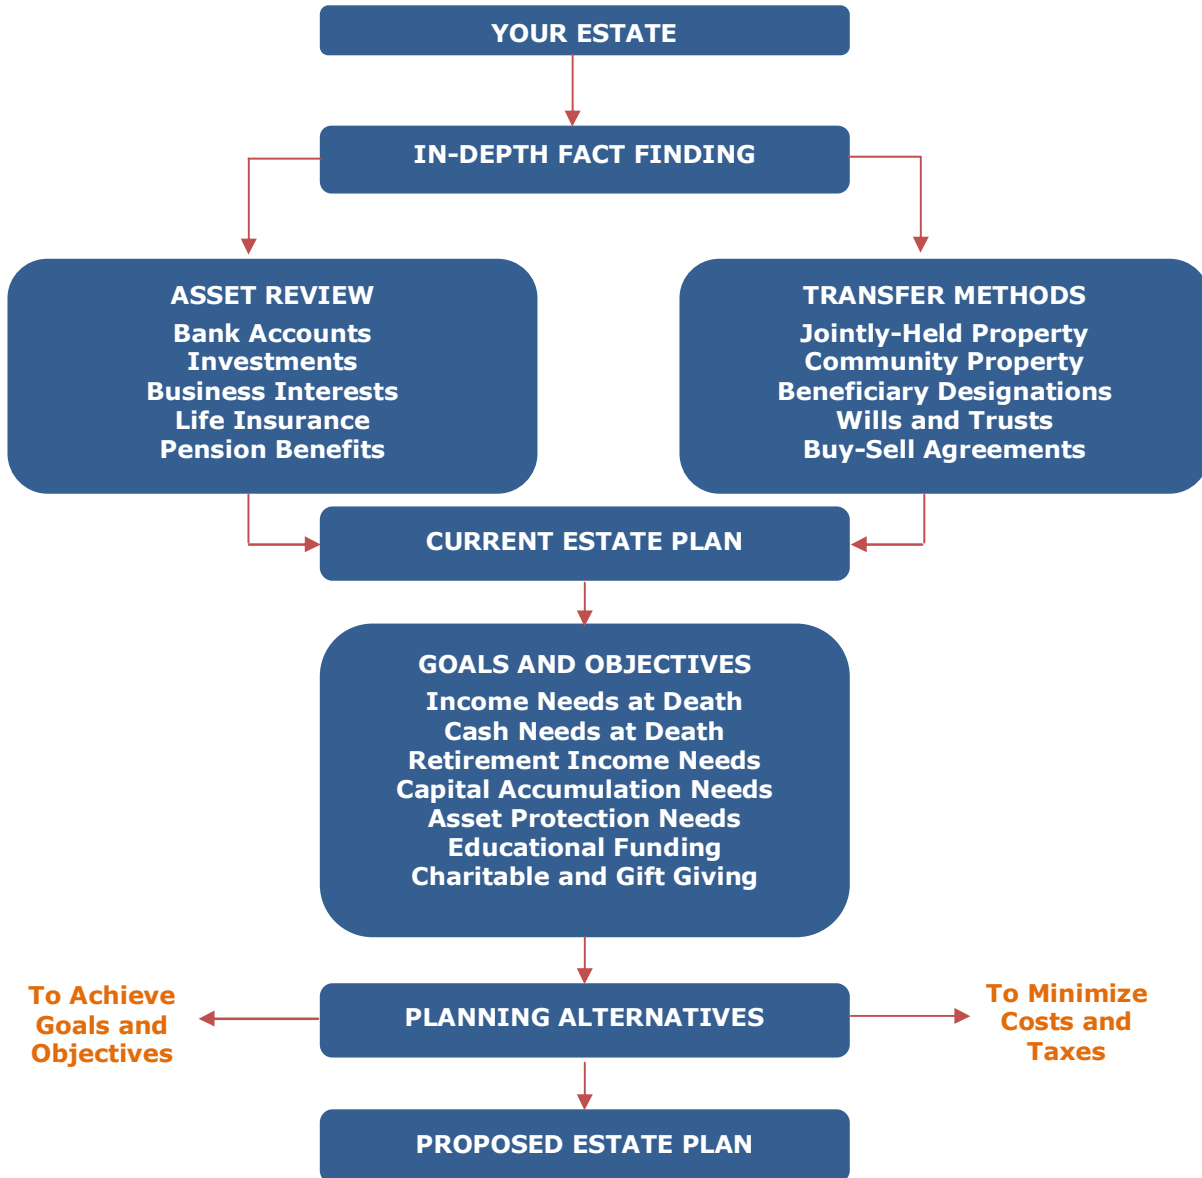 YOUR ESTATE
IN-DEPTH FACT FINDING
ASSET REVIEW
Bank Accounts
Investments
Business Interests
Life Insurance
Pension Benefits
TRANSFER METHODS
Jointly-Held Property
Community Property
Beneficiary Designations
Wills and Trusts
Buy-Sell Agreements
CURRENT ESTATE PLAN
GOALS AND OBJECTIVES
Income Needs at Death
Cash Needs at Death
Retirement Income Needs
Capital Accumulation Needs
Asset Protection Needs
Educational Funding
Charitable and Gift Giving
To Achieve
Goals and
Objectives
PLANNING ALTERNATIVES
To Minimize
Costs and
Taxes
PROPOSED ESTATE PLAN